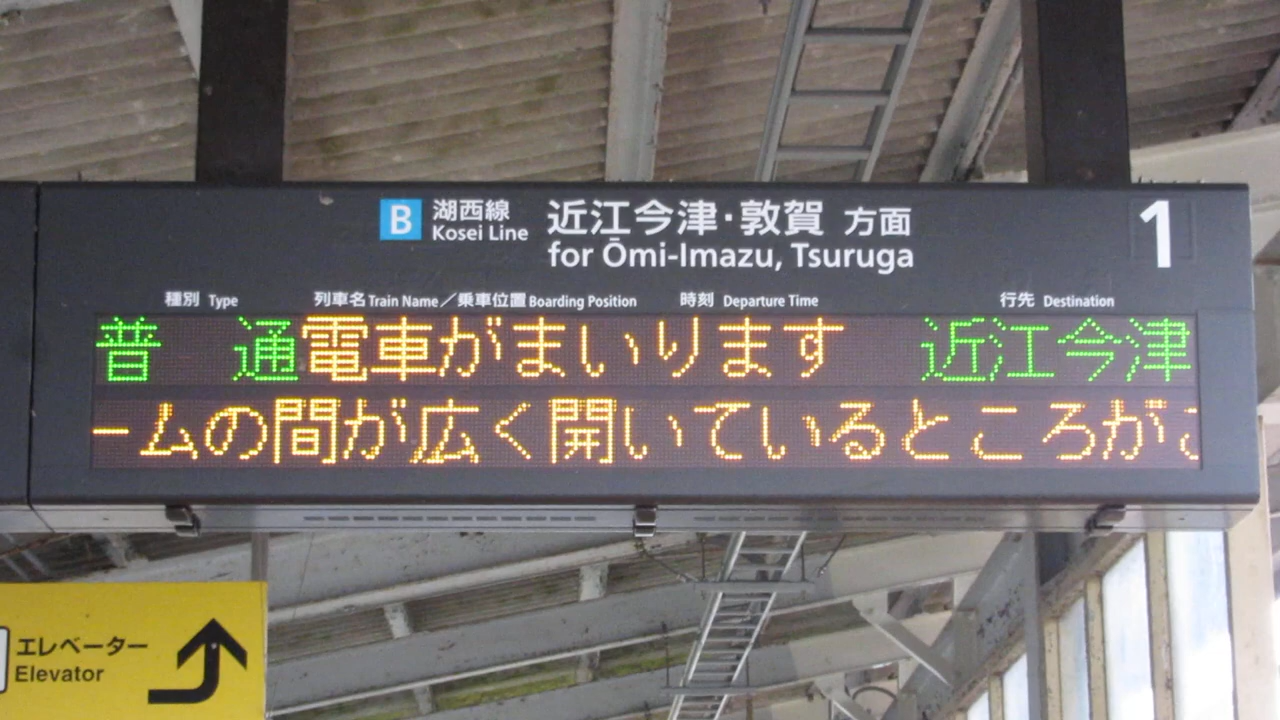 B 湖西線 近江今津・敦賀 方面 1
Kosei Line for Ōmi-Imazu, Tsuruga
種別 Type 列車名 Train Name／乗車位置 Boarding Position 時刻 Departure Time 行先 Destination
普 通 電車がまいります 近江今津
ームの間が広く開いているところが
エレベーター
Elevator